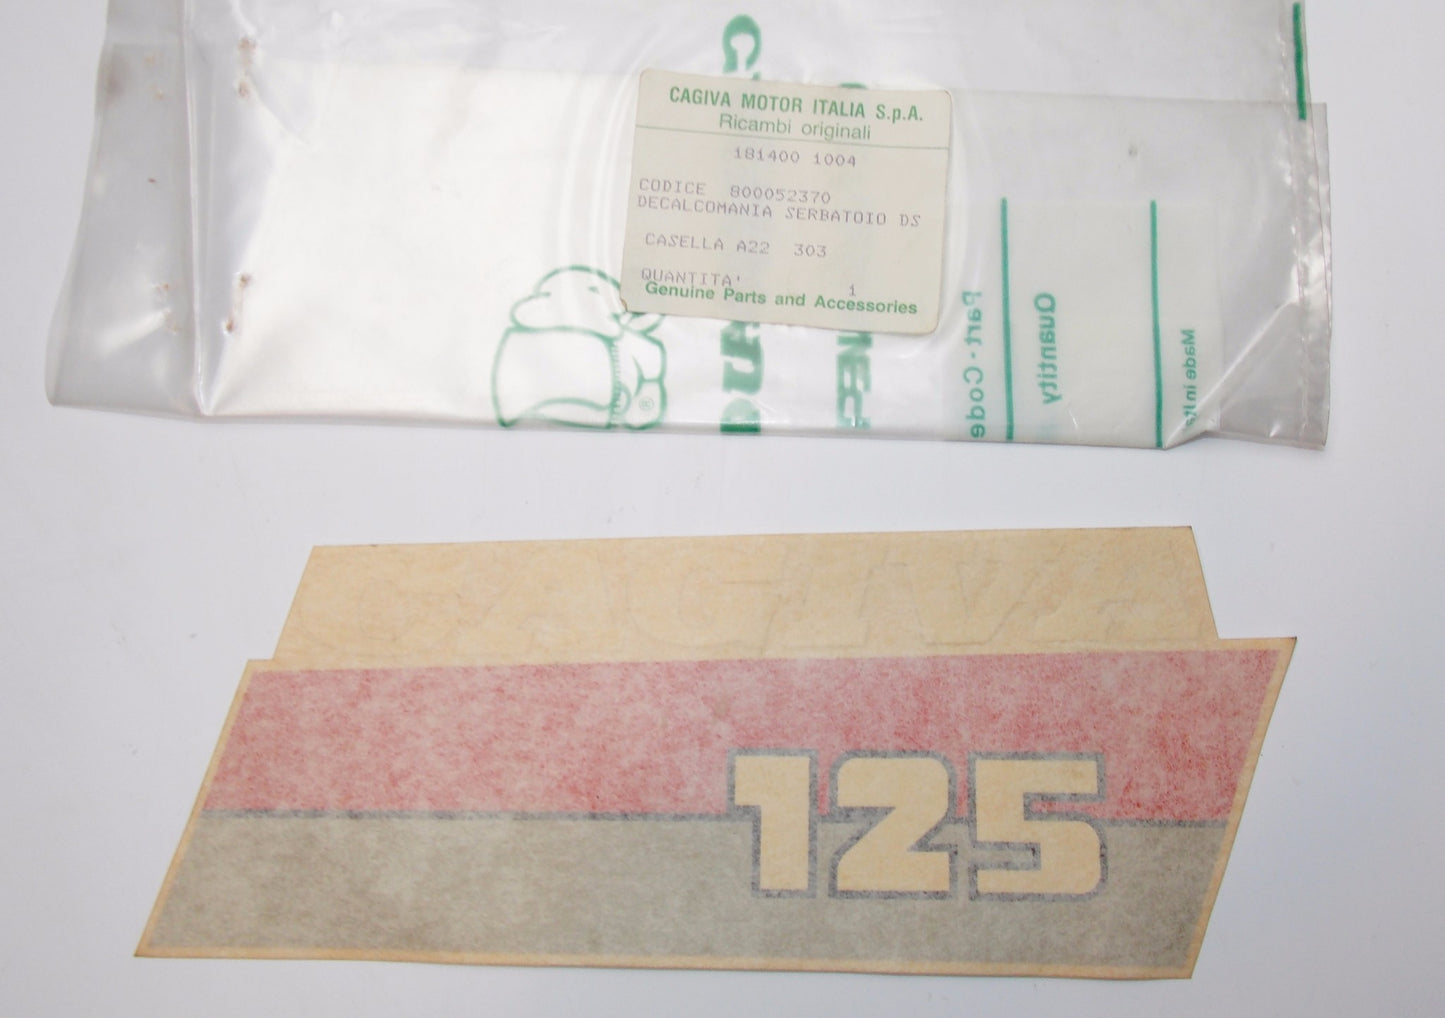 CAGIVA MOTOR ITALIA S.p.A.
Ricambi originali
181400 1004
CODICE 800052370
DECALCOMANIA SERBATOIO DS
CASELLA A22 303
QUANTITA' 1
Genuine Parts and Accessories
Part-Code
Quantity
Made in
®
CAGIVA
125